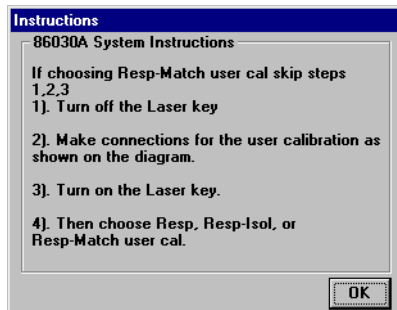 Instructions
86030A System Instructions
If choosing Resp-Match user cal skip steps
1,2,3
1). Turn off the Laser key
2). Make connections for the user calibration as
shown on the diagram.
3). Turn on the Laser key.
4). Then choose Resp, Resp-Isol, or
Resp-Match user cal.
OK